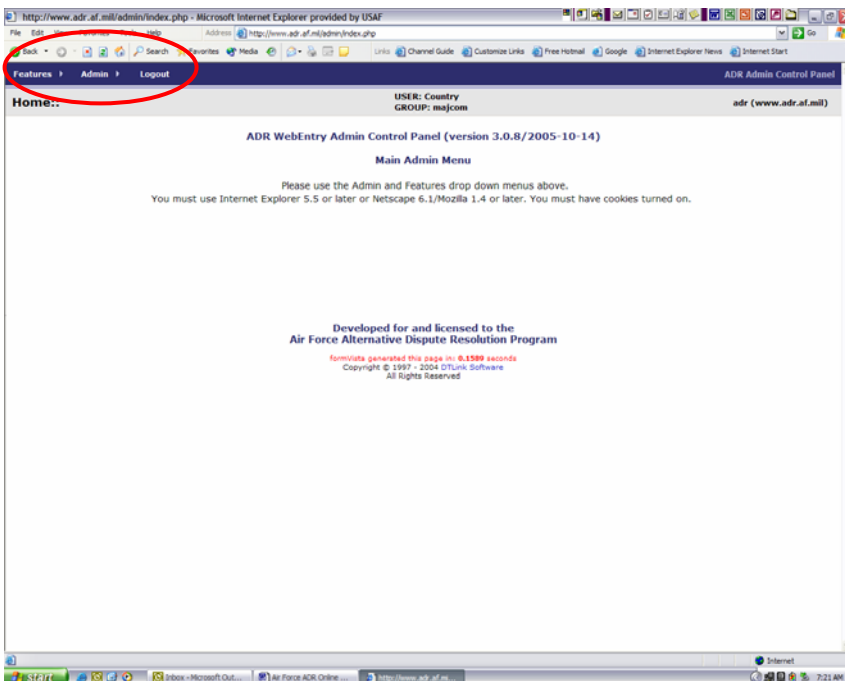 http://www.adr.af.mil/admin/index.php - Microsoft Internet Explorer provided by USAF
File Edit View Favorites Tools Help Address http://www.adr.af.mil/admin/index.php Go
Back Search Favorites Media Links Channel Guide Customize Links Free Hotmail Google Internet Explorer News Internet Start
Features Admin Logout ADR Admin Control Panel
Home:: USER: Country
GROUP: majcom adr (www.adr.af.mil)
ADR WebEntry Admin Control Panel (version 3.0.8/2005-10-14)
Main Admin Menu
Please use the Admin and Features drop down menus above.
You must use Internet Explorer 5.5 or later or Netscape 6.1/Mozilla 1.4 or later. You must have cookies turned on.
Developed for and licensed to the
Air Force Alternative Dispute Resolution Program
formVista generated this page in: 0.1589 seconds
Copyright © 1997 - 2004 DTLink Software
All Rights Reserved
Internet
start Inbox - Microsoft Out... Air Force ADR Online ... http://www.adr.af.mi... 7:21 AM